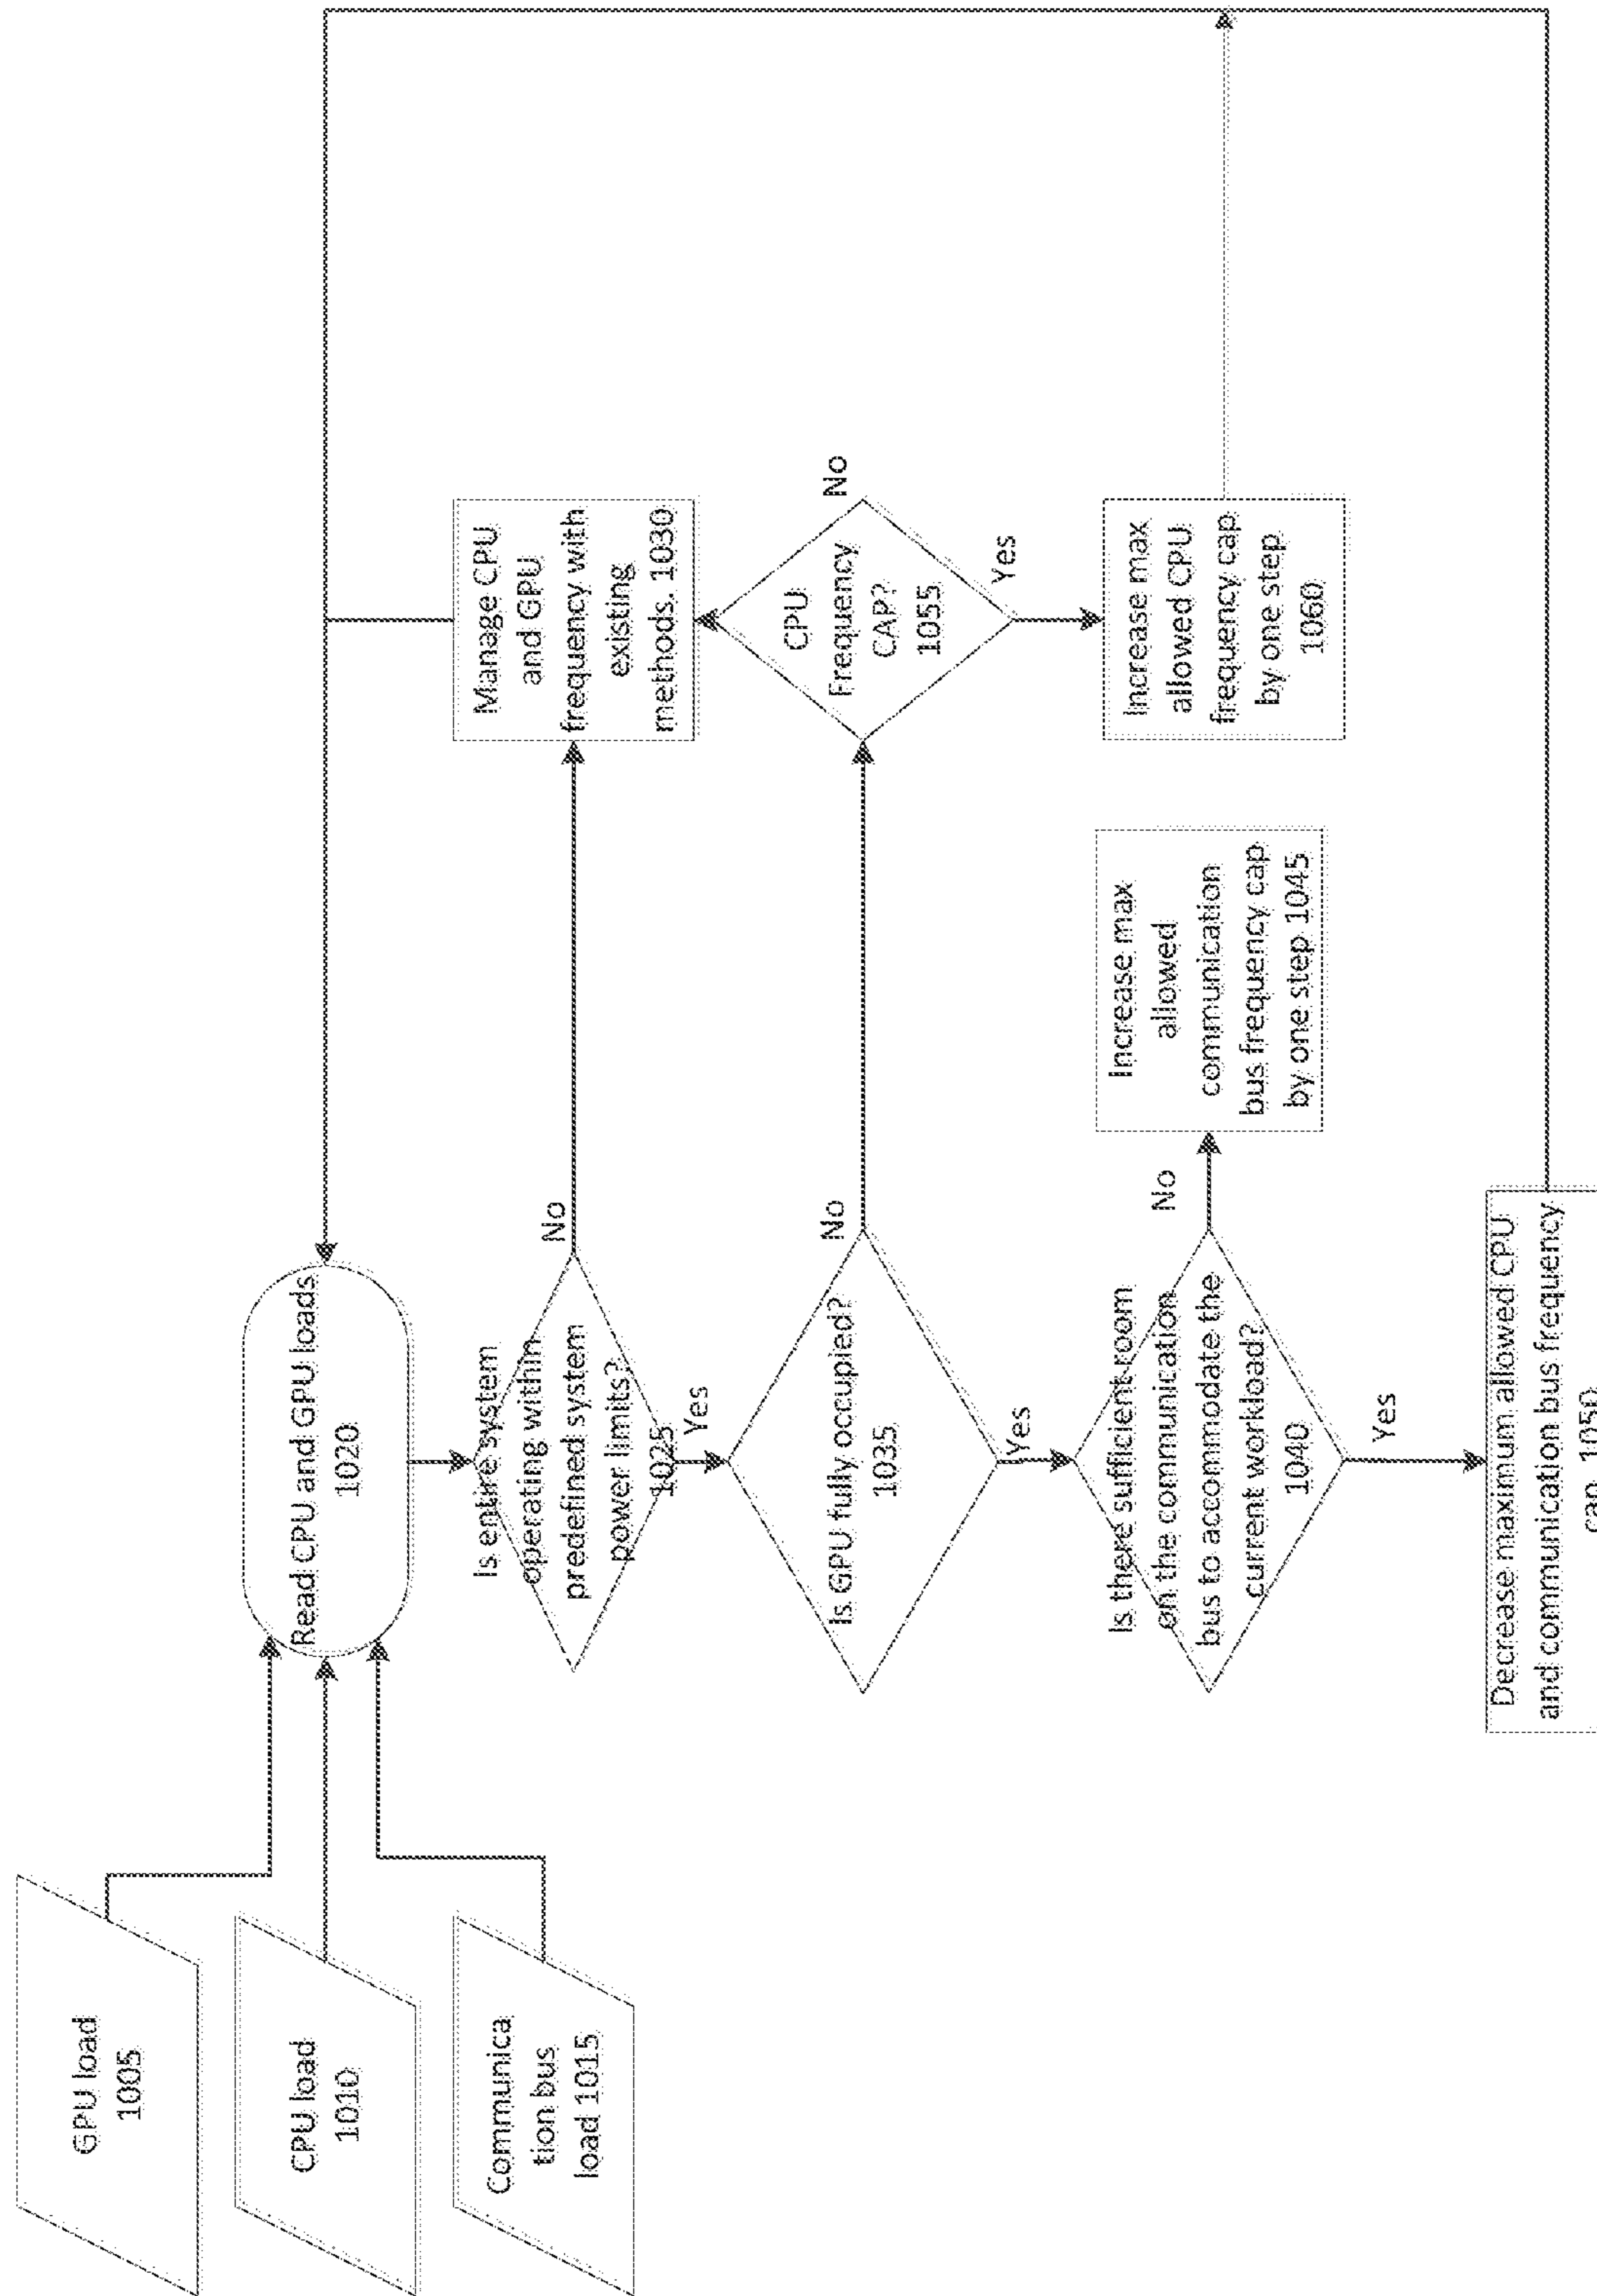 GPU load
1005
CPU load
1010
Communica
tion bus
load 1015
Read CPU and GPU loads
1020
Is entire system
operating within
predefined system
power limits?
1025
No
Yes
Manage CPU
and GPU
frequency with
existing
methods. 1030
Is GPU fully occupied?
1035
No
Yes
CPU
Frequency
CAP?
1055
No
Yes
Is there sufficient room
on the communication
bus to accommodate the
current workload?
1040
No
Yes
Increase max
allowed
communication
bus frequency cap
by one step 1045
Increase max
allowed CPU
frequency cap
by one step
1060
Decrease maximum allowed CPU
and communication bus frequency
cap 1050